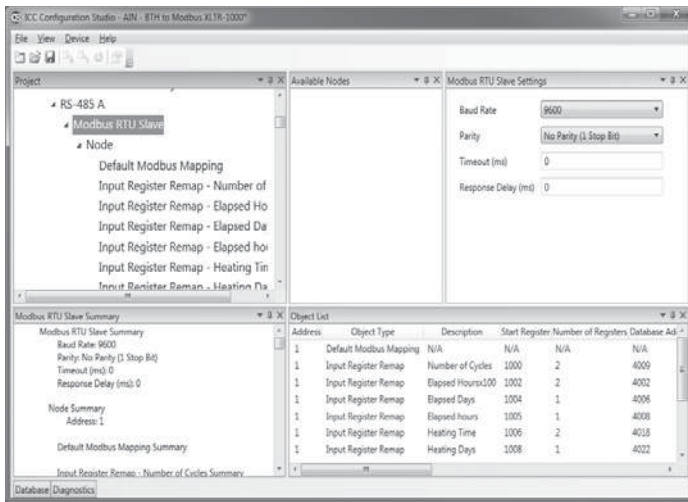 ICC Configuration Studio - AIN - BTH to Modbus XLTR-1000*
File View Device Help
Project
RS-485 A
Modbus RTU Slave
Node
Default Modbus Mapping
Input Register Remap - Number of
Input Register Remap - Elapsed Ho
Input Register Remap - Elapsed Da
Input Register Remap - Elapsed hou
Input Register Remap - Heating Tin
Input Register Remap - Heating Da
Available Nodes
Modbus RTU Slave Settings
Baud Rate 9600
Parity No Parity (1 Stop Bit)
Timeout (ms) 0
Response Delay (ms) 0
Modbus RTU Slave Summary
Modbus RTU Slave Summary
Baud Rate: 9600
Parity: No Parity (1 Stop Bit)
Timeout (ms): 0
Response Delay (ms): 0
Node Summary
Address: 1
Default Modbus Mapping Summary
Input Register Remap - Number of Cycles Summary
Object List
Address Object Type Description Start Register Number of Registers Database Ad
1 Default Modbus Mapping N/A N/A N/A N/A
1 Input Register Remap Number of Cycles 1000 2 4009
1 Input Register Remap Elapsed Hoursx100 1002 2 4002
1 Input Register Remap Elapsed Days 1004 1 4006
1 Input Register Remap Elapsed hours 1005 1 4008
1 Input Register Remap Heating Time 1006 2 4018
1 Input Register Remap Heating Days 1008 1 4022
Database Diagnostics